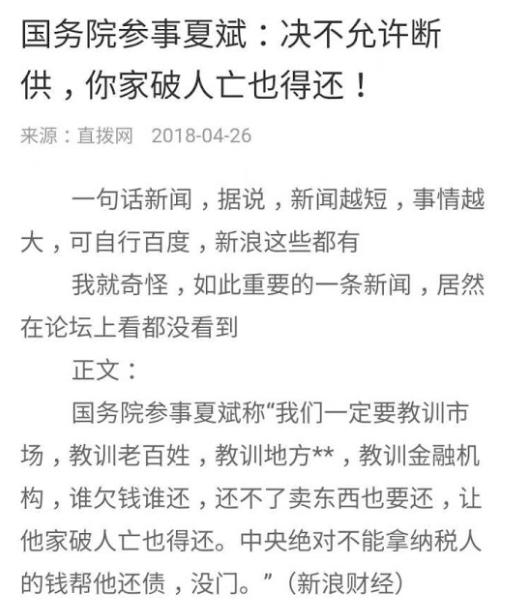 国务院参事夏斌：决不允许断
供，你家破人亡也得还！
来源：直拨网 2018-04-26
一句话新闻，据说，新闻越短，事情越
大，可自行百度，新浪这些都有
我就奇怪，如此重要的一条新闻，居然
在论坛上看都没看到
正文：
国务院参事夏斌称“我们一定要教训市
场，教训老百姓，教训地方**，教训金融机
构，谁欠钱谁还，还不了卖东西也要还，让
他家破人亡也得还。中央绝对不能拿纳税人
的钱帮他还债，没门。”（新浪财经）